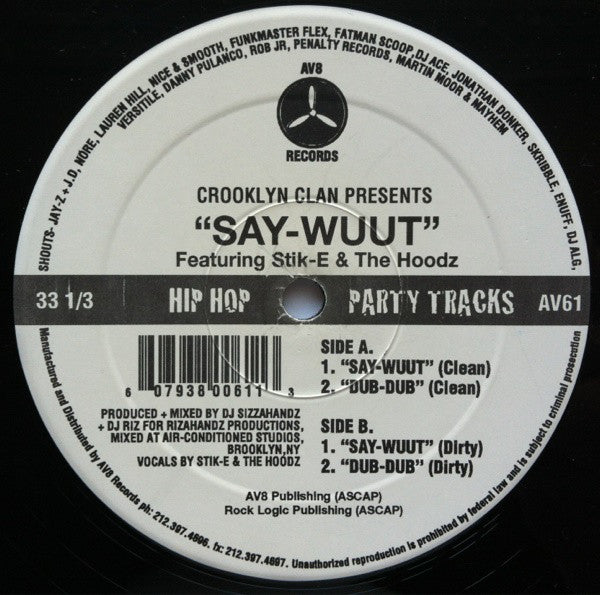 SHOUTS- JAY-Z + J.D, NORE, LAUREN HILL, NICE & SMOOTH, FUNKMASTER FLEX, FATMAN SCOOP, DJ ACE, JONATHAN DONKER, SKRIBBLE, ENUFF, DJ ALG,
VERSITILE, DANNY PULANCO, ROB JR, PENALTY RECORDS, MARTIN MOOR & MAYHEM
AV8
RECORDS
CROOKLYN CLAN PRESENTS
"SAY-WUUT"
Featuring Stik-E & The Hoodz
33 1/3 HIP HOP PARTY TRACKS AV61
6 07938 00611 3
PRODUCED + MIXED BY DJ SIZZAHANDZ
+ DJ RIZ FOR RIZAHANDZ PRODUCTIONS,
MIXED AT AIR-CONDITIONED STUDIOS,
BROOKLYN,NY
VOCALS BY STIK-E & THE HOODZ
SIDE A.
1. "SAY-WUUT" (Clean)
2. "DUB-DUB" (Clean)
SIDE B.
1. "SAY-WUUT" (Dirty)
2. "DUB-DUB" (Dirty)
AV8 Publishing (ASCAP)
Rock Logic Publishing (ASCAP)
Manufactured and Distributed by AV8 Records ph: 212.397.4696. fx: 212.397.4697. Unauthorized reproduction is prohibited by federal law and is subject to criminal prosecution